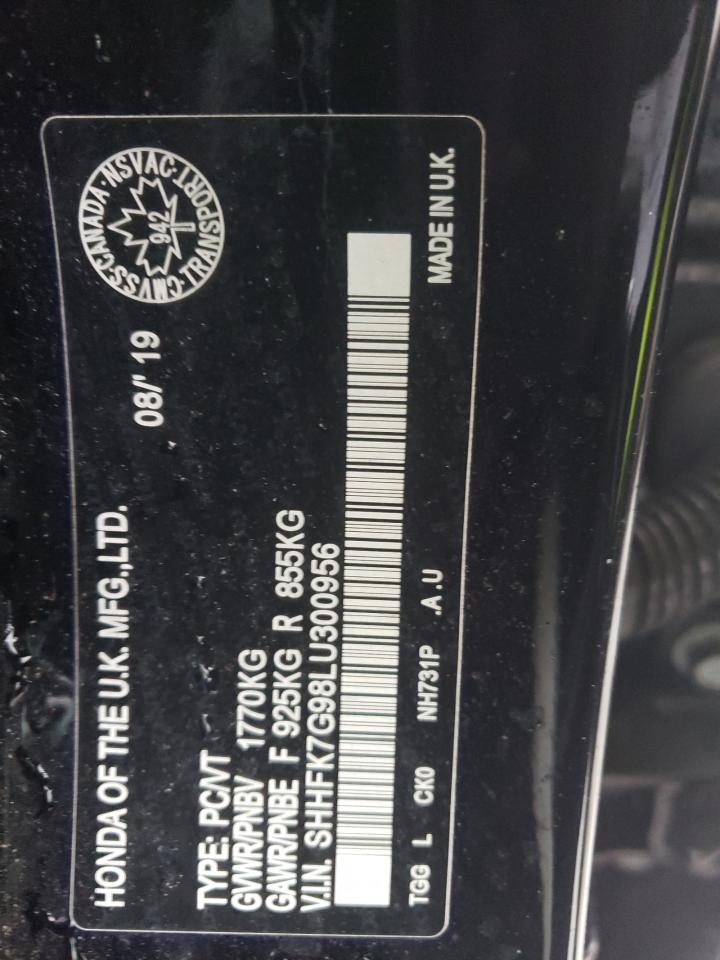 HONDA OF THE U.K. MFG.,LTD.
08/' 19
CMVSS·CANADA·NSVAC·TRANSPORT·
942
TYPE: PC/VT
GVWR/PNBV 1770KG
GAWR/PNBE F 925KG R 855KG
V.I.N. SHHFK7G98LU300956
TGG L CK0 NH731P .A.U
MADE IN U.K.